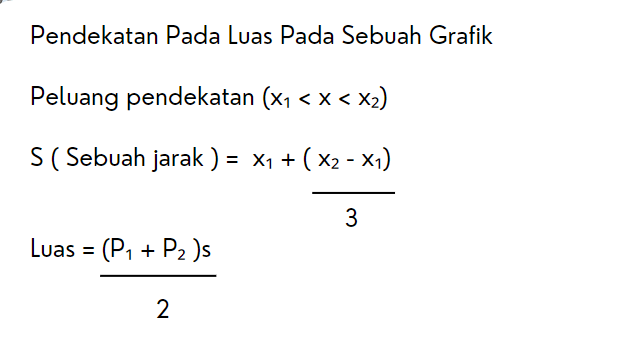 Pendekatan Pada Luas Pada Sebuah Grafik
Peluang pendekatan (x₁ < x < x₂)
S ( Sebuah jarak ) = x₁ + ( x₂ - x₁)
3
Luas = (P₁ + P₂ )s
2